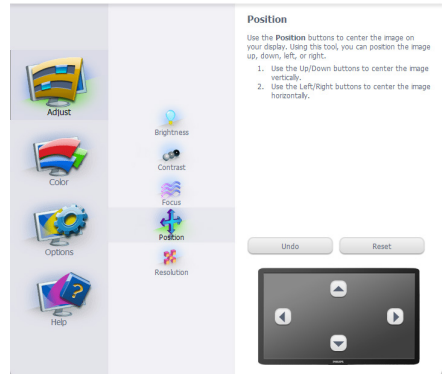 Adjust
Color
Options
Help
Brightness
Contrast
Focus
Position
Resolution
Position
Use the Position buttons to center the image on
your display. Using this tool, you can position the image
up, down, left, or right.
1. Use the Up/Down buttons to center the image
vertically.
2. Use the Left/Right buttons to center the image
horizontally.
Undo
Reset
PHILIPS